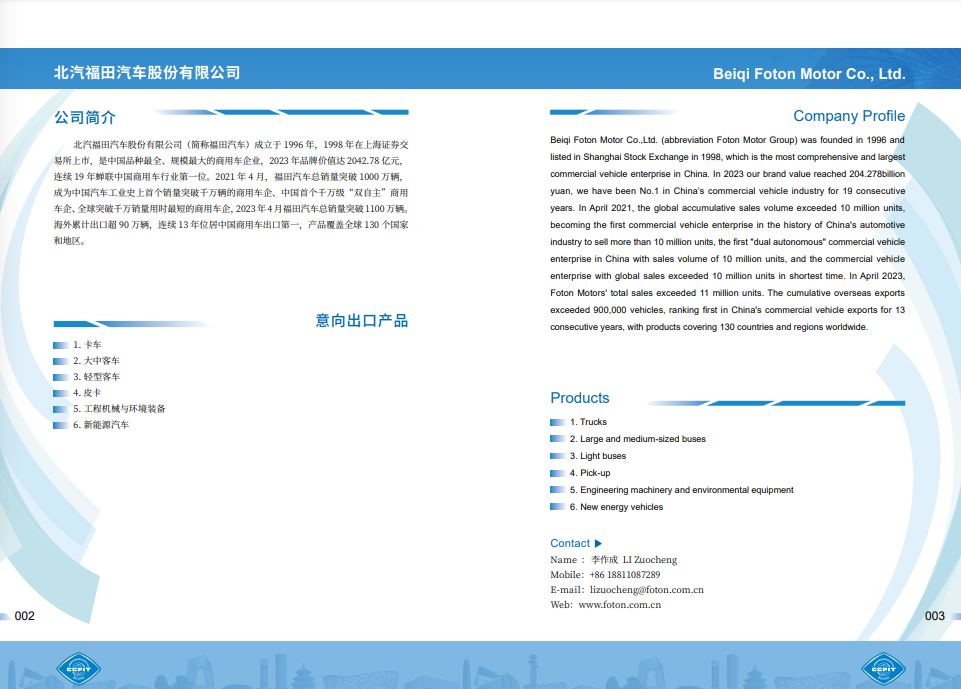 北汽福田汽车股份有限公司
公司简介
北汽福田汽车股份有限公司（简称福田汽车）成立于 1996 年，1998 年在上海证券交
易所上市，是中国品种最全、规模最大的商用车企业，2023 年品牌价值达 2042.78 亿元，
连续 19 年蝉联中国商用车行业第一位。2021 年 4 月，福田汽车总销量突破 1000 万辆，
成为中国汽车工业史上首个销量突破千万辆的商用车企、中国首个千万级“双自主”商用
车企、全球突破千万销量用时最短的商用车企，2023 年 4 月福田汽车总销量突破 1100 万辆。
海外累计出口超 90 万辆，连续 13 年位居中国商用车出口第一，产品覆盖全球 130 个国家
和地区。
意向出口产品
1. 卡车
2. 大中客车
3. 轻型客车
4. 皮卡
5. 工程机械与环境装备
6. 新能源汽车
002
Beiqi Foton Motor Co., Ltd.
Company Profile
Beiqi Foton Motor Co.,Ltd. (abbreviation Foton Motor Group) was founded in 1996 and
listed in Shanghai Stock Exchange in 1998, which is the most comprehensive and largest
commercial vehicle enterprise in China. In 2023 our brand value reached 204.278billion
yuan, we have been No.1 in China's commercial vehicle industry for 19 consecutive
years. In April 2021, the global accumulative sales volume exceeded 10 million units,
becoming the first commercial vehicle enterprise in the history of China's automotive
industry to sell more than 10 million units, the first "dual autonomous" commercial vehicle
enterprise in China with sales volume of 10 million units, and the commercial vehicle
enterprise with global sales exceeded 10 million units in shortest time. In April 2023,
Foton Motors' total sales exceeded 11 million units. The cumulative overseas exports
exceeded 900,000 vehicles, ranking first in China's commercial vehicle exports for 13
consecutive years, with products covering 130 countries and regions worldwide.
Products
1. Trucks
2. Large and medium-sized buses
3. Light buses
4. Pick-up
5. Engineering machinery and environmental equipment
6. New energy vehicles
Contact
Name： 李作成 LI Zuocheng
Mobile：+86 18811087289
E-mail：lizuocheng@foton.com.cn
Web：www.foton.com.cn
003
CCPIT
CCPIT